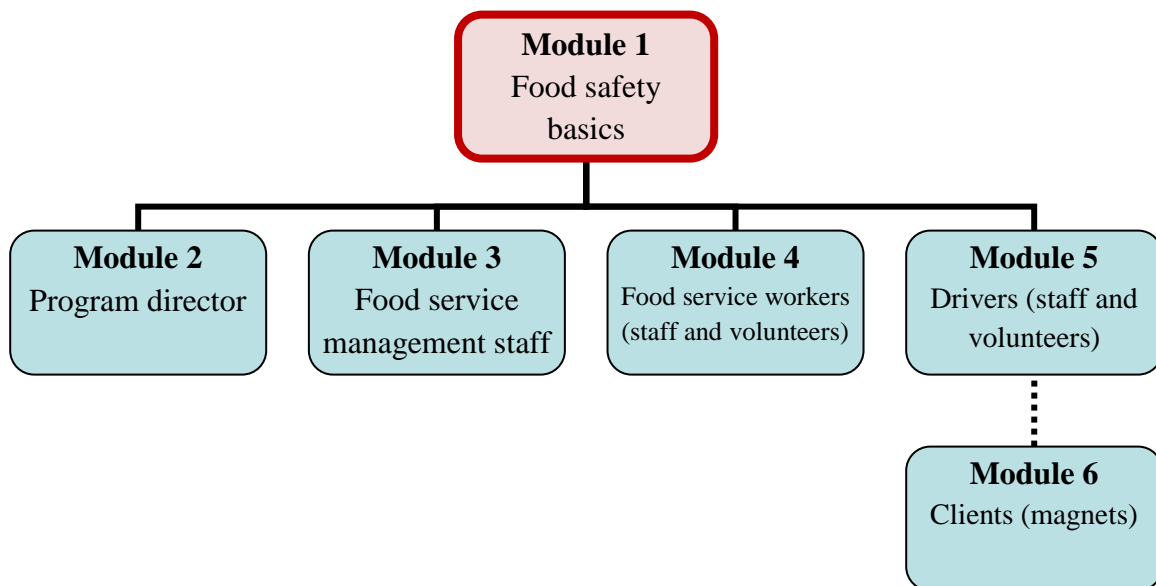 Module 1
Food safety
basics
Module 2
Program director
Module 3
Food service
management staff
Module 4
Food service workers
(staff and volunteers)
Module 5
Drivers (staff and
volunteers)
Module 6
Clients (magnets)